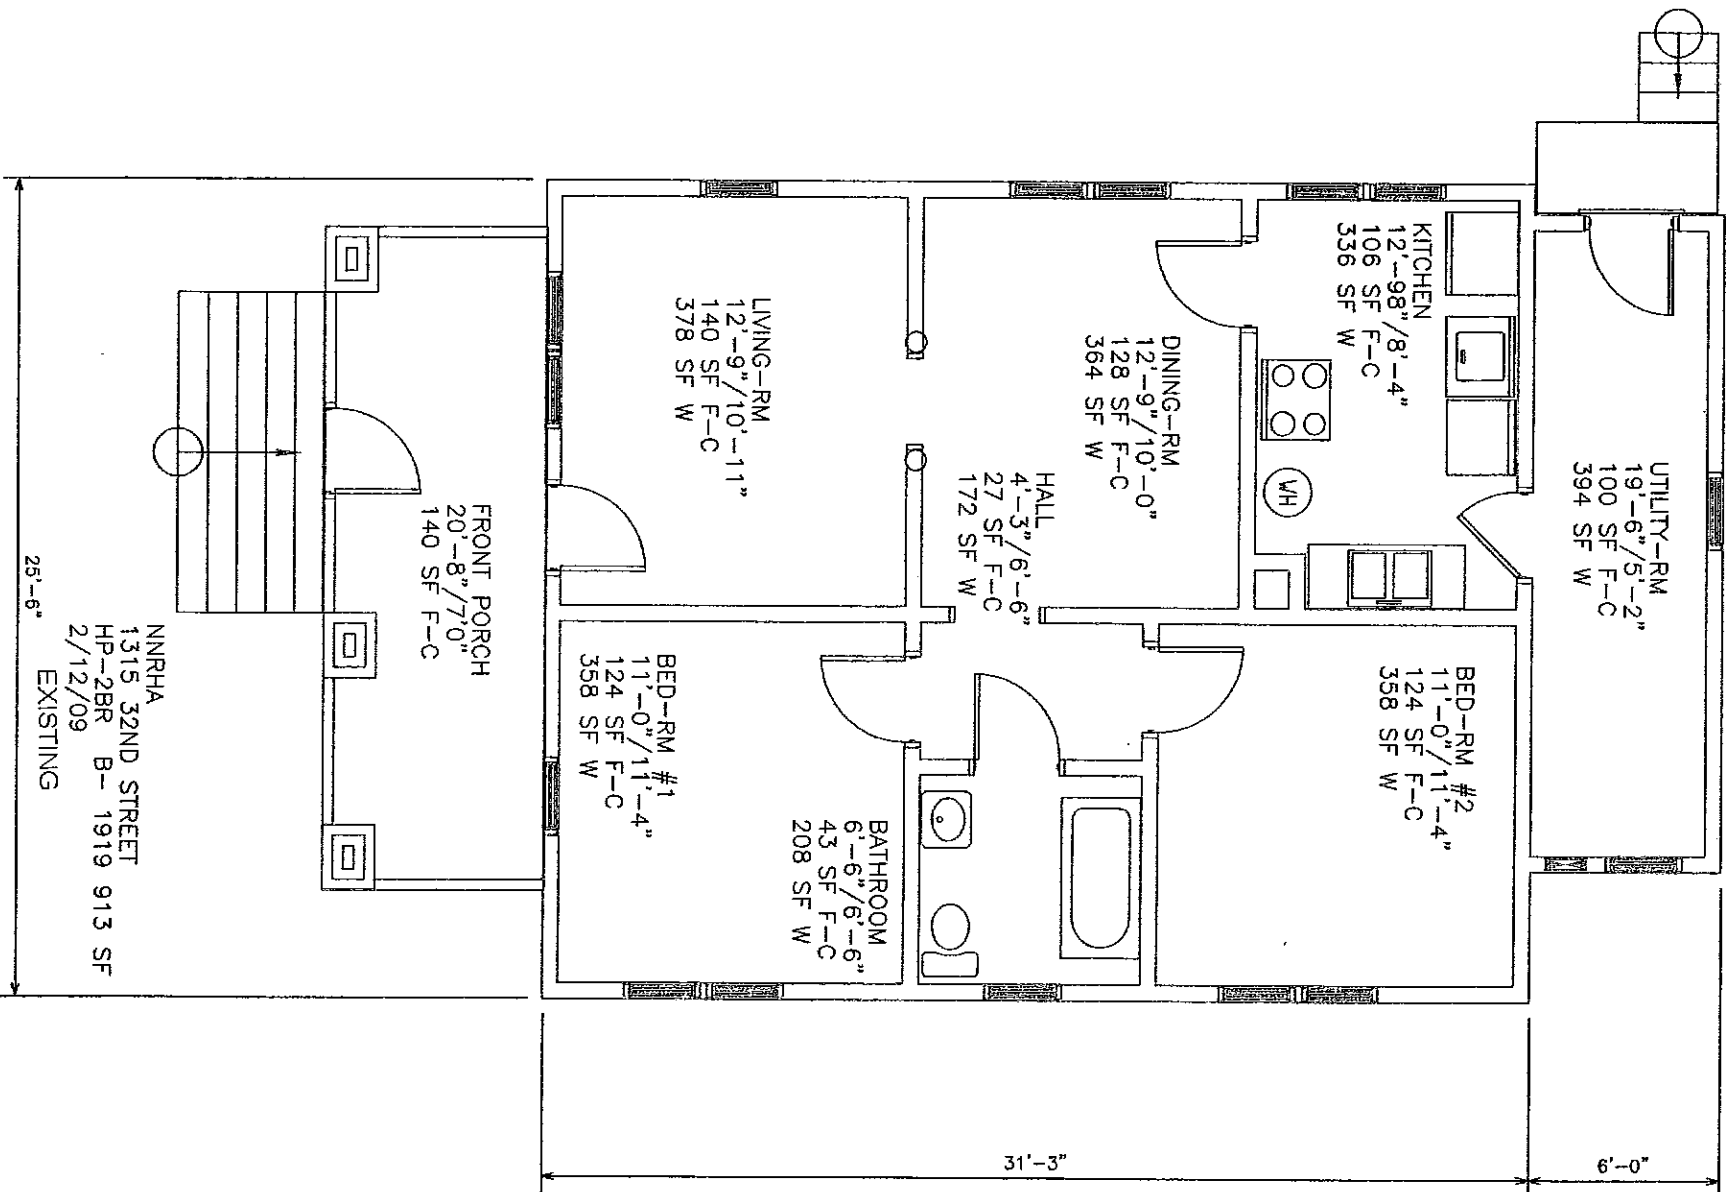 UTILITY-RM
19'-6"/5'-2"
100 SF F-C
394 SF W
KITCHEN
12'-98"/8'-4"
106 SF F-C
336 SF W
WH
BED-RM #2
11'-0"/11'-4"
124 SF F-C
358 SF W
DINING-RM
12'-9"/10'-0"
128 SF F-C
364 SF W
HALL
4'-3"/6'-6"
27 SF F-C
172 SF W
BATHROOM
6'-6"/6'-6"
43 SF F-C
208 SF W
LIVING-RM
12'-9"/10'-11"
140 SF F-C
378 SF W
BED-RM #1
11'-0"/11'-4"
124 SF F-C
358 SF W
FRONT PORCH
20'-8"/7'0"
140 SF F-C
NNRHA
1315 32ND STREET
HP-2BR B- 1919 913 SF
2/12/09
EXISTING
25'-6"
31'-3"
6'-0"